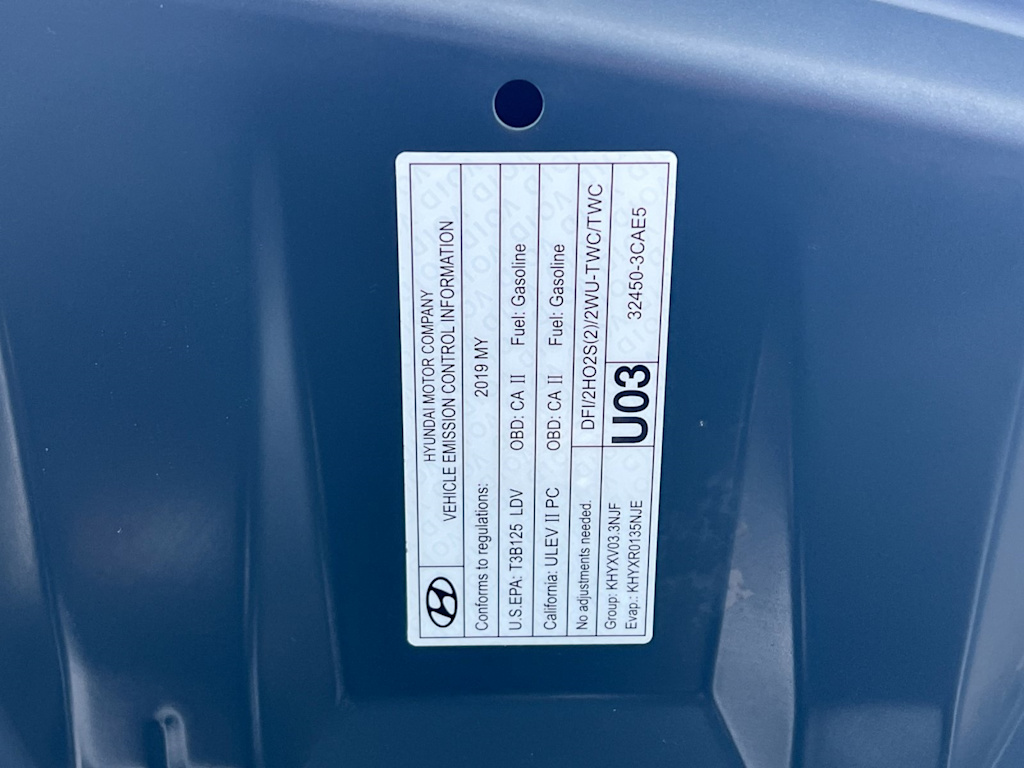 HYUNDAI MOTOR COMPANY
VEHICLE EMISSION CONTROL INFORMATION
Conforms to regulations: 2019 MY
U.S.EPA: T3B125 LDV OBD: CA II Fuel: Gasoline
California: ULEV II PC OBD: CA II Fuel: Gasoline
No adjustments needed. DFI/2HO2S(2)/2WU-TWC/TWC
Group: KHYXV03.3NJF
Evap.: KHYXR0135NJE
U03
32450-3CAE5